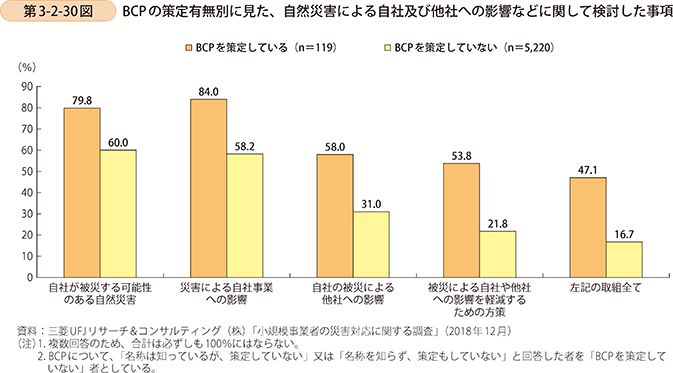 第3-2-30図 BCPの策定有無別に見た、自然災害による自社及び他社への影響などに関して検討した事項
BCPを策定している（n＝119） BCPを策定していない（n＝5,220）
（%）
90
80
70
60
50
40
30
20
10
0
79.8
60.0
84.0
58.2
58.0
31.0
53.8
21.8
47.1
16.7
自社が被災する可能性
のある自然災害
災害による自社事業
への影響
自社の被災による
他社への影響
被災による自社や他社
への影響を軽減する
ための方策
左記の取組全て
資料：三菱UFJリサーチ＆コンサルティング（株）「小規模事業者の災害対応に関する調査」（2018年12月）
（注）1. 複数回答のため、合計は必ずしも100％にはならない。
2. BCPについて、「名称は知っているが、策定していない」又は「名称を知らず、策定もしていない」と回答した者を「BCPを策定して
いない」者としている。